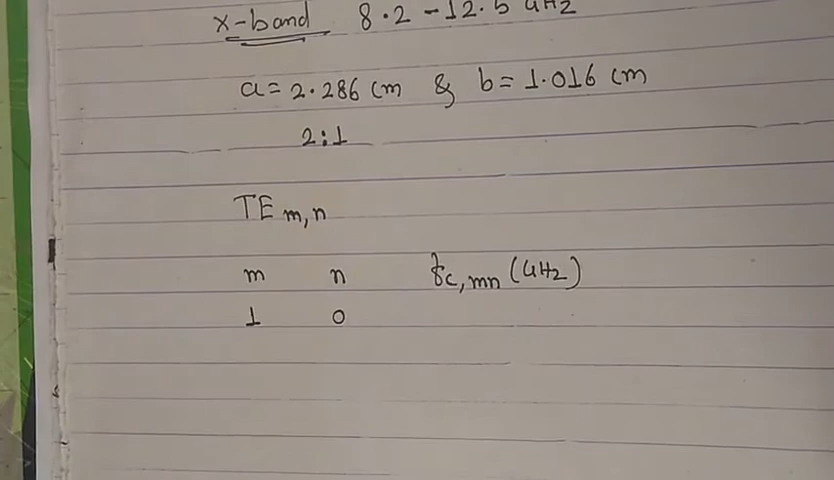 x-band 8.2 - 12.5 GHz
a = 2.286 cm & b = 1.016 cm
2:1
TE m,n
m n fc,mn (GHz)
1 0